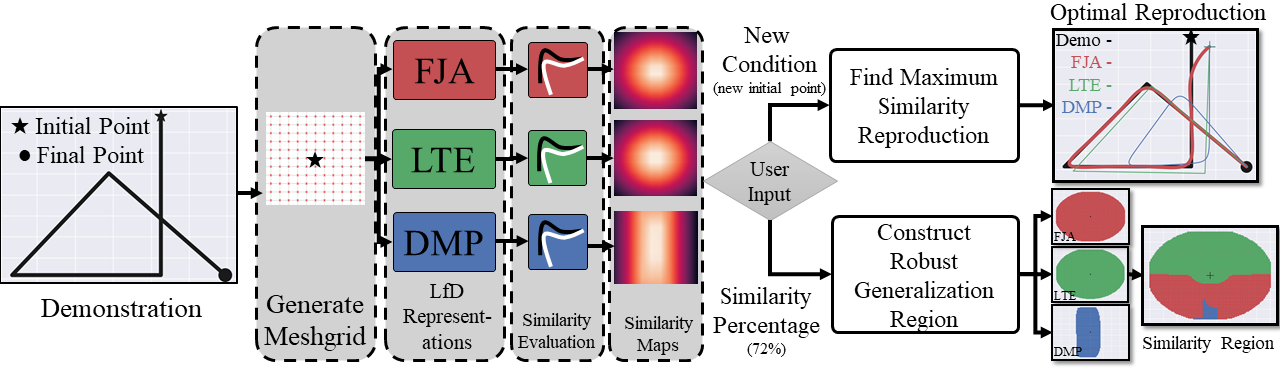 ★ Initial Point
● Final Point
Demonstration
Generate
Meshgrid
FJA
LTE
DMP
LfD
Represent-
ations
Similarity
Evaluation
Similarity
Maps
New
Condition
(new initial point)
User
Input
Similarity
Percentage
(72%)
Find Maximum
Similarity
Reproduction
Construct
Robust
Generalization
Region
Optimal Reproduction
Demo -
FJA -
LTE -
DMP -
FJA
LTE
DMP
Similarity Region